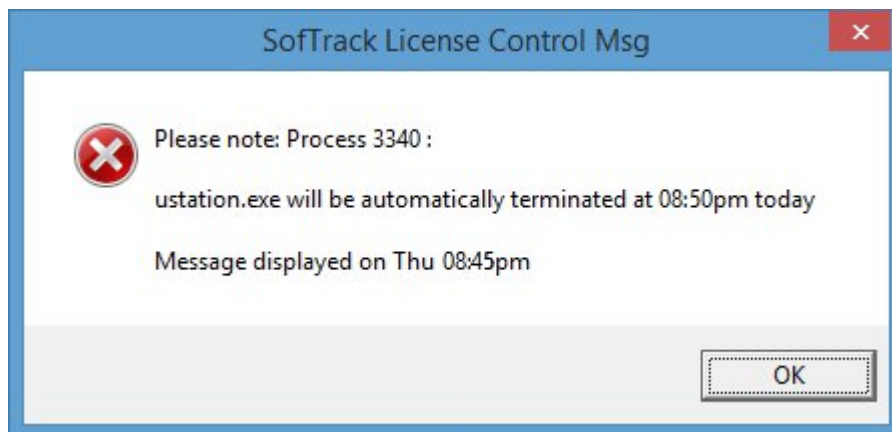 SofTrack License Control Msg
Please note: Process 3340 :
ustation.exe will be automatically terminated at 08:50pm today
Message displayed on Thu 08:45pm
OK